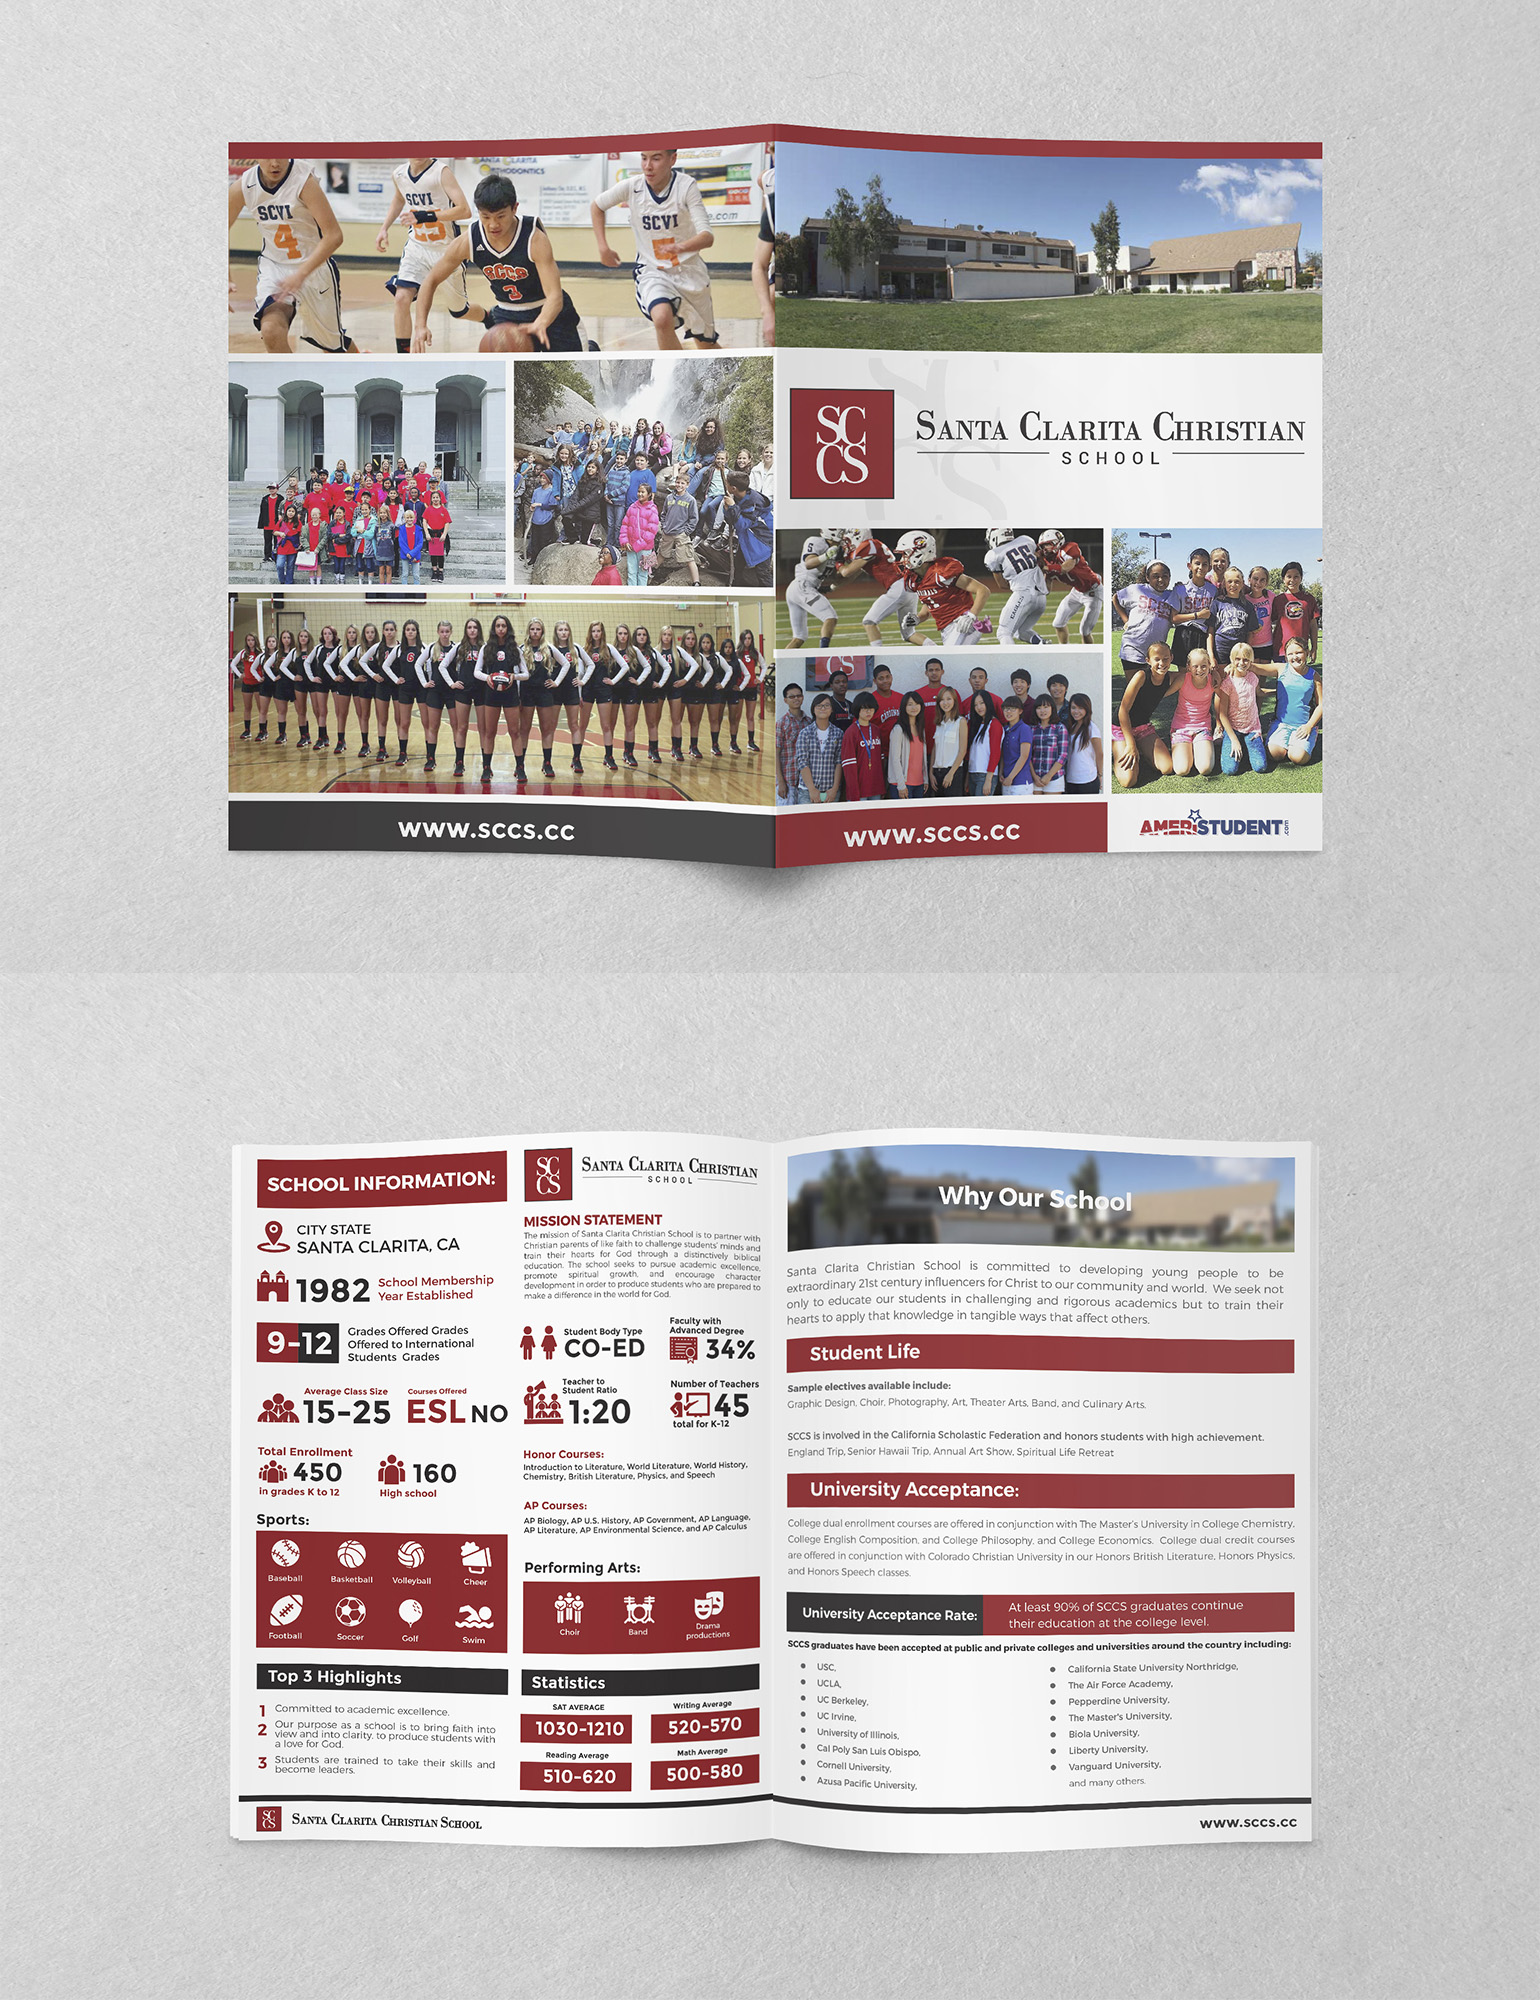 SANTA CLARITA
ORTHODONTICS
SCVI
4
25
SCCS
3
SCVI
5
.com
WWW.SCCS.CC
SC
CS
SANTA CLARITA CHRISTIAN
SCHOOL
66
EAGLES
CS
CANADA
WWW.SCCS.CC
AMERISTUDENT.com
SCHOOL INFORMATION:
CITY STATE
SANTA CLARITA, CA
1982 School Membership
Year Established
9-12
Grades Offered Grades
Offered to International
Students Grades
Average Class Size
15-25
Courses Offered
ESL NO
Total Enrollment
450
in grades K to 12
160
High school
Sports:
Baseball
Basketball
Volleyball
Cheer
Football
Soccer
Golf
Swim
Top 3 Highlights
1 Committed to academic excellence.
2 Our purpose as a school is to bring faith into
view and into clarity, to produce students with
a love for God.
3 Students are trained to take their skills and
become leaders.
SC
CS
SANTA CLARITA CHRISTIAN SCHOOL
SC
CS
SANTA CLARITA CHRISTIAN
SCHOOL
MISSION STATEMENT
The mission of Santa Clarita Christian School is to partner with
Christian parents of like faith to challenge students' minds and
train their hearts for God through a distinctively biblical
education. The school seeks to pursue academic excellence,
promote spiritual growth, and encourage character
development in order to produce students who are prepared to
make a difference in the world for God.
Student Body Type
CO-ED
Faculty with
Advanced Degree
34%
Teacher to
Student Ratio
1:20
Number of Teachers
45
total for K-12
Honor Courses:
Introduction to Literature, World Literature, World History,
Chemistry, British Literature, Physics, and Speech
AP Courses:
AP Biology, AP U.S. History, AP Government, AP Language,
AP Literature, AP Environmental Science, and AP Calculus
Performing Arts:
Choir
Band
Drama
productions
Statistics
SAT AVERAGE
1030-1210
Writing Average
520-570
Reading Average
510-620
Math Average
500-580
Why Our School
Santa Clarita Christian School is committed to developing young people to be
extraordinary 21st century influencers for Christ to our community and world. We seek not
only to educate our students in challenging and rigorous academics but to train their
hearts to apply that knowledge in tangible ways that affect others.
Student Life
Sample electives available include:
Graphic Design, Choir, Photography, Art, Theater Arts, Band, and Culinary Arts.
SCCS is involved in the California Scholastic Federation and honors students with high achievement.
England Trip, Senior Hawaii Trip, Annual Art Show, Spiritual Life Retreat
University Acceptance:
College dual enrollment courses are offered in conjunction with The Master's University in College Chemistry,
College English Composition, and College Philosophy, and College Economics. College dual credit courses
are offered in conjunction with Colorado Christian University in our Honors British Literature, Honors Physics,
and Honors Speech classes.
University Acceptance Rate:
At least 90% of SCCS graduates continue
their education at the college level.
SCCS graduates have been accepted at public and private colleges and universities around the country including:
• USC,
• UCLA,
• UC Berkeley,
• UC Irvine,
• University of Illinois,
• Cal Poly San Luis Obispo,
• Cornell University,
• Azusa Pacific University,
• California State University Northridge,
• The Air Force Academy,
• Pepperdine University,
• The Master's University,
• Biola University,
• Liberty University,
• Vanguard University,
and many others.
WWW.SCCS.CC